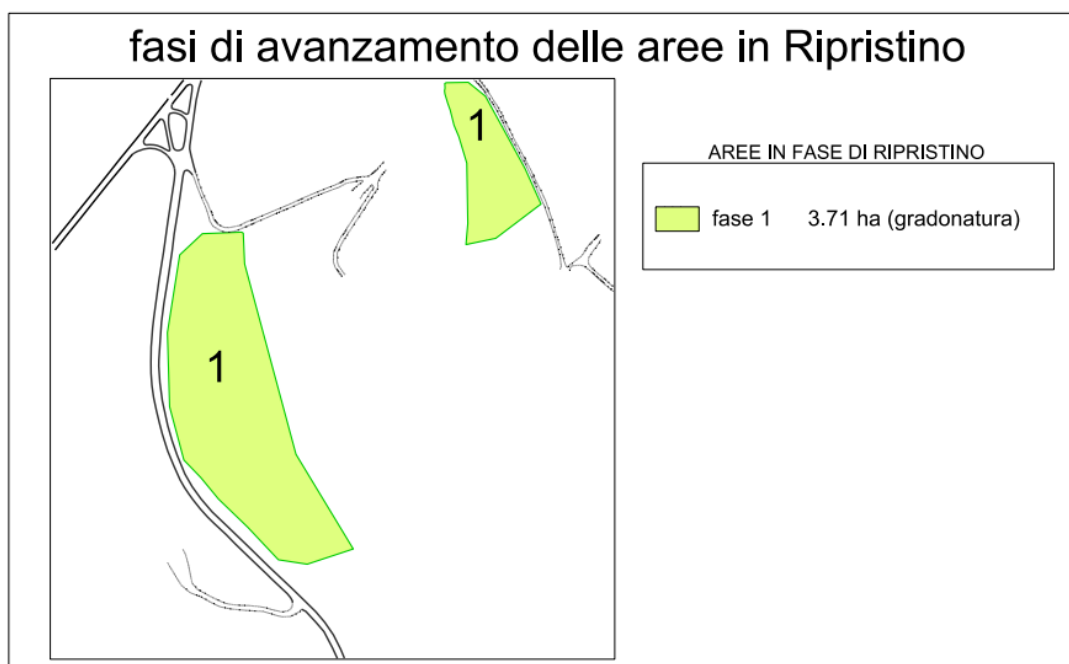 fasi di avanzamento delle aree in Ripristino
1
AREE IN FASE DI RIPRISTINO
fase 1 3.71 ha (gradonatura)
1